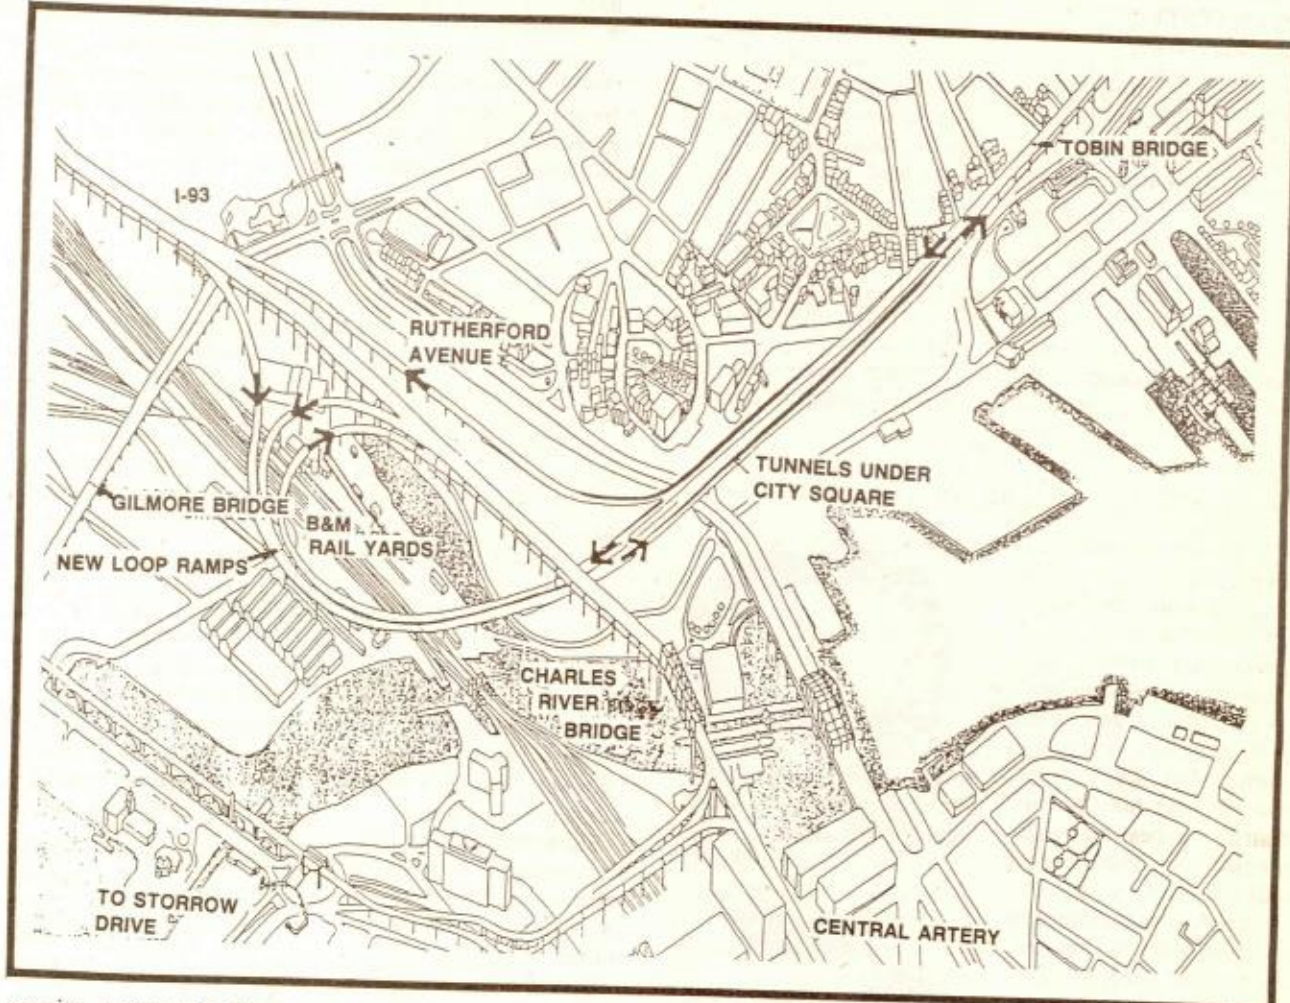 TOBIN BRIDGE
I-93
RUTHERFORD
AVENUE
TUNNELS UNDER
CITY SQUARE
GILMORE BRIDGE
B&M
RAIL YARDS
NEW LOOP RAMPS
CHARLES
RIVER
BRIDGE
TO STORROW
DRIVE
CENTRAL ARTERY